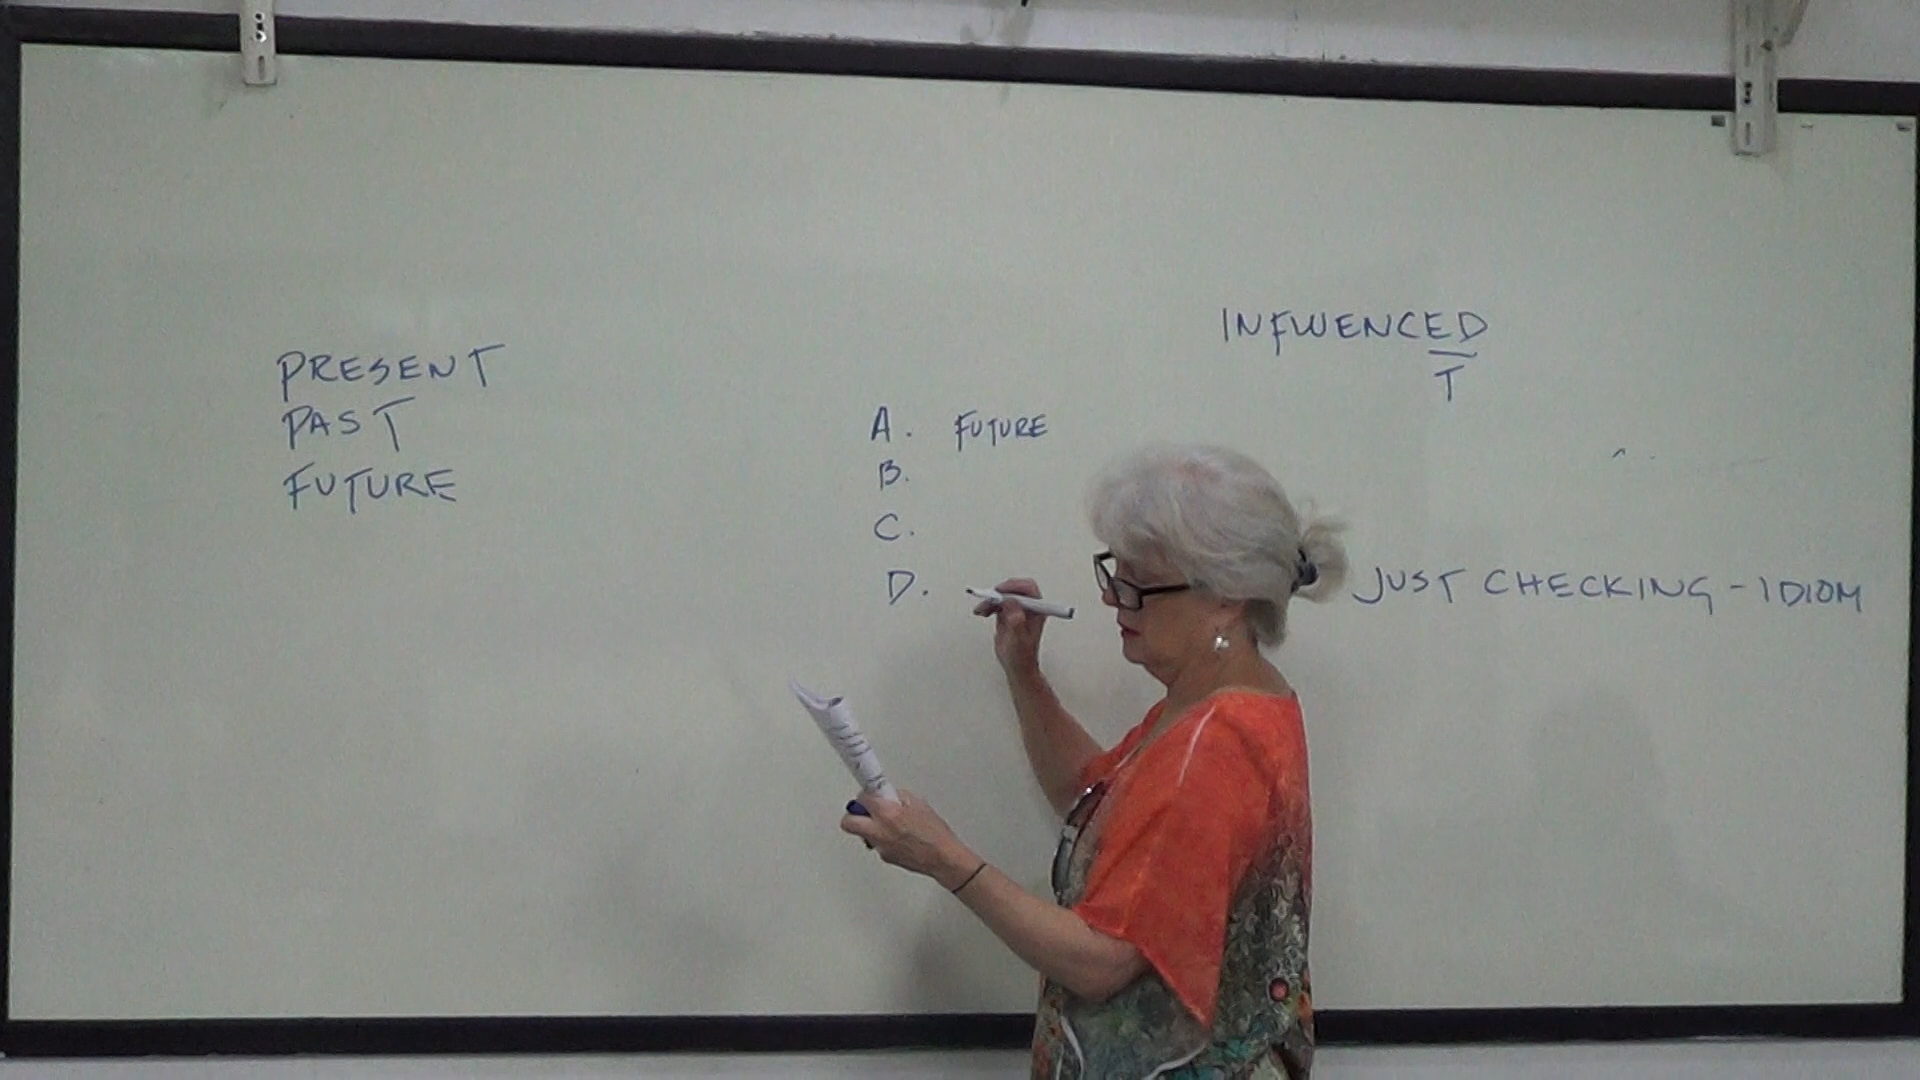 PRESENT
PAST
FUTURE
A. FUTURE
B.
C.
D.
INFLUENCED
T
JUST CHECKING - IDIOM